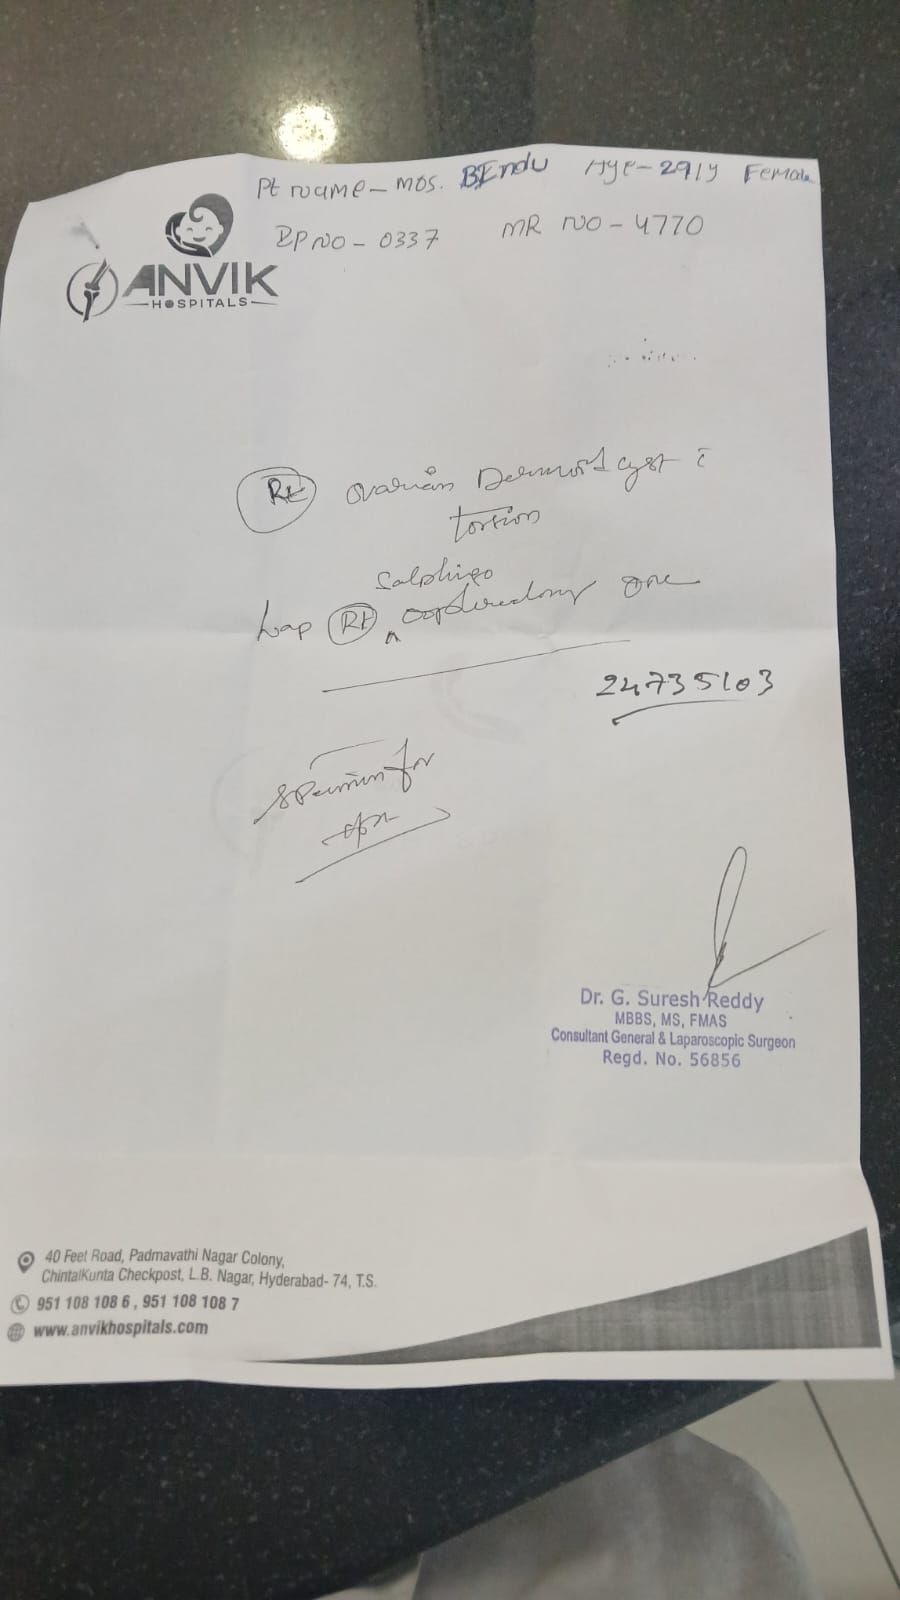 Pt name - mos. BEndu Age - 29/y Female
IP NO - 0337 MR NO - 4770
ANVIK
HOSPITALS
Rt ovarian Dermoid cyst c̄
torsion
Salphingo
Lap Rt ^ oophorectomy done
24735103
specimen for
Dr. G. Suresh Reddy
MBBS, MS, FMAS
Consultant General & Laparoscopic Surgeon
Regd. No. 56856
40 Feet Road, Padmavathi Nagar Colony,
ChintalKunta Checkpost, L.B. Nagar, Hyderabad- 74, T.S.
951 108 108 6 , 951 108 108 7
www.anvikhospitals.com